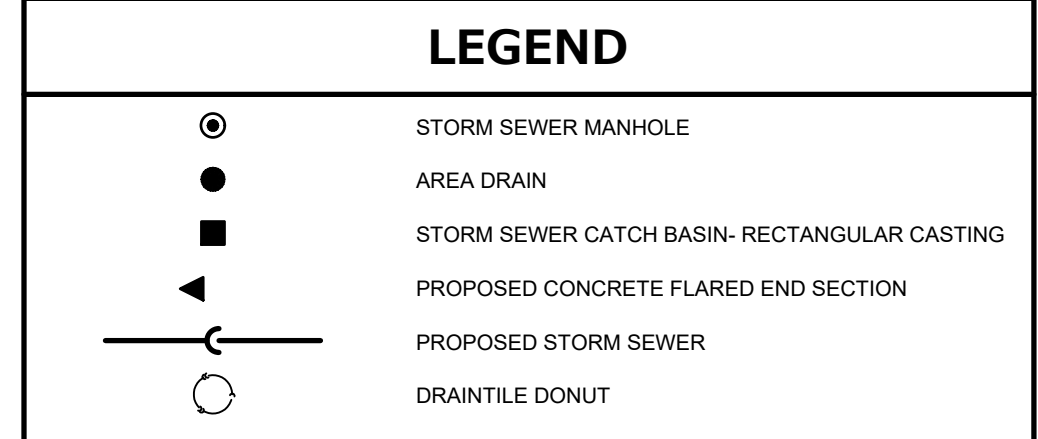 LEGEND
STORM SEWER MANHOLE
AREA DRAIN
STORM SEWER CATCH BASIN- RECTANGULAR CASTING
PROPOSED CONCRETE FLARED END SECTION
PROPOSED STORM SEWER
DRAINTILE DONUT